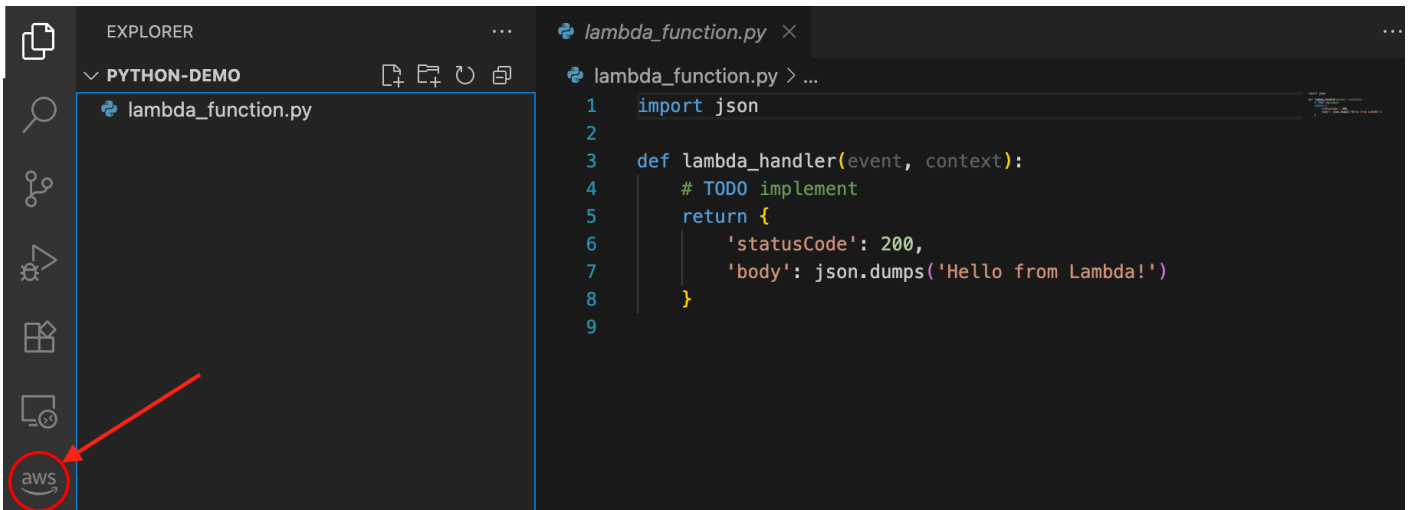 EXPLORER
...
PYTHON-DEMO
lambda_function.py
aws
lambda_function.py
...
lambda_function.py > ...
1 import json
2
3 def lambda_handler(event, context):
4 # TODO implement
5 return {
6 'statusCode': 200,
7 'body': json.dumps('Hello from Lambda!')
8 }
9